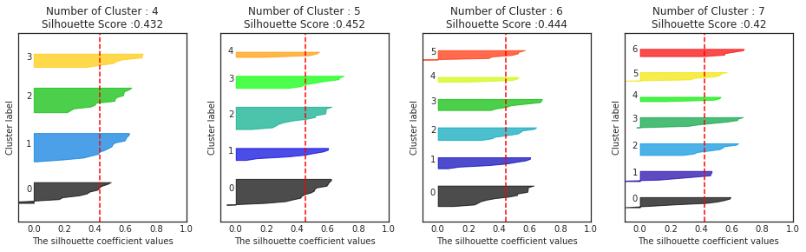 Number of Cluster : 4
Silhouette Score :0.432
Cluster label
3
2
1
0
0.0 0.2 0.4 0.6 0.8 1.0
The silhouette coefficient values
Number of Cluster : 5
Silhouette Score :0.452
Cluster label
4
3
2
1
0
0.0 0.2 0.4 0.6 0.8 1.0
The silhouette coefficient values
Number of Cluster : 6
Silhouette Score :0.444
Cluster label
5
4
3
2
1
0
0.0 0.2 0.4 0.6 0.8 1.0
The silhouette coefficient values
Number of Cluster : 7
Silhouette Score :0.42
Cluster label
6
5
4
3
2
1
0
0.0 0.2 0.4 0.6 0.8 1.0
The silhouette coefficient values